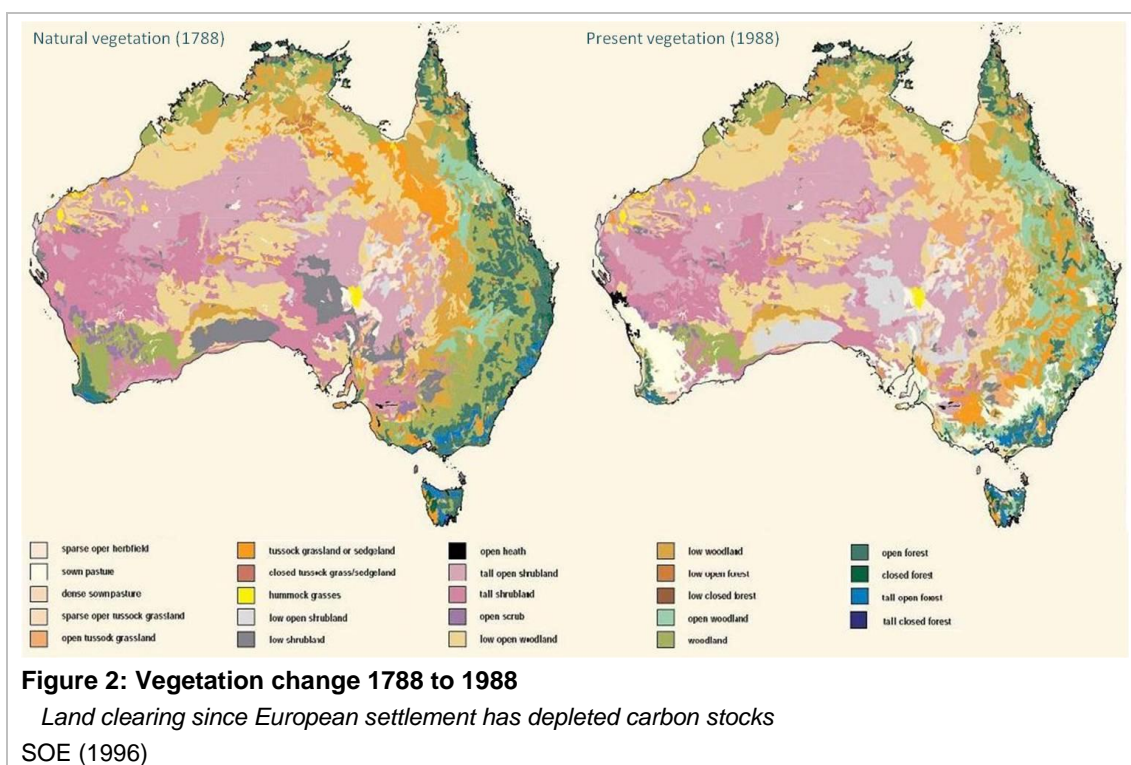 Natural vegetation (1788)
Present vegetation (1988)
sparse oper herbfield
sown pasture
dense sown pasture
sparse oper tussock grassland
open tussock grassland
tussock grassland or sedgeland
closed tussock grass/sedgeland
hummock grasses
low open shrubland
low shrubland
open heath
tall open shrubland
tall shrubland
open scrub
low open woodland
low woodland
low open forest
low closed forest
open woodland
woodland
open forest
closed forest
tall open forest
tall closed forest
Figure 2: Vegetation change 1788 to 1988
Land clearing since European settlement has depleted carbon stocks
SOE (1996)